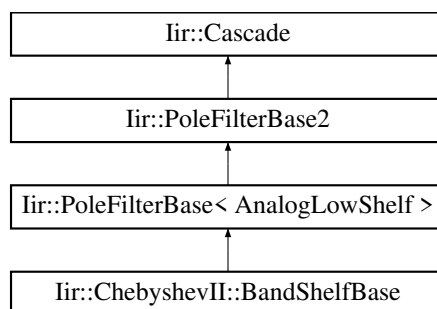 Iir::Cascade
Iir::PoleFilterBase2
Iir::PoleFilterBase< AnalogLowShelf >
Iir::ChebyshevII::BandShelfBase